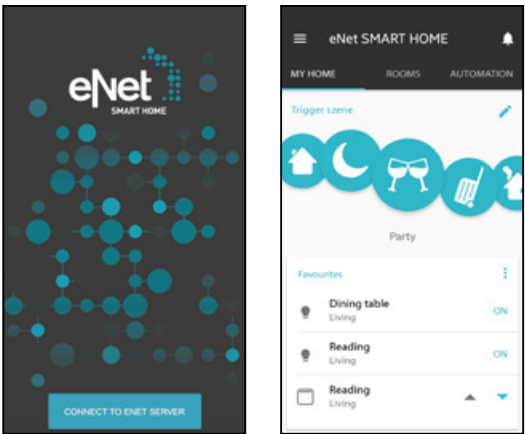 eNet
SMART HOME
CONNECT TO ENET SERVER
eNet SMART HOME
MY HOME ROOMS AUTOMATION
Trigger szene
Party
Favourites
Dining table
Living
ON
Reading
Living
ON
Reading
Living